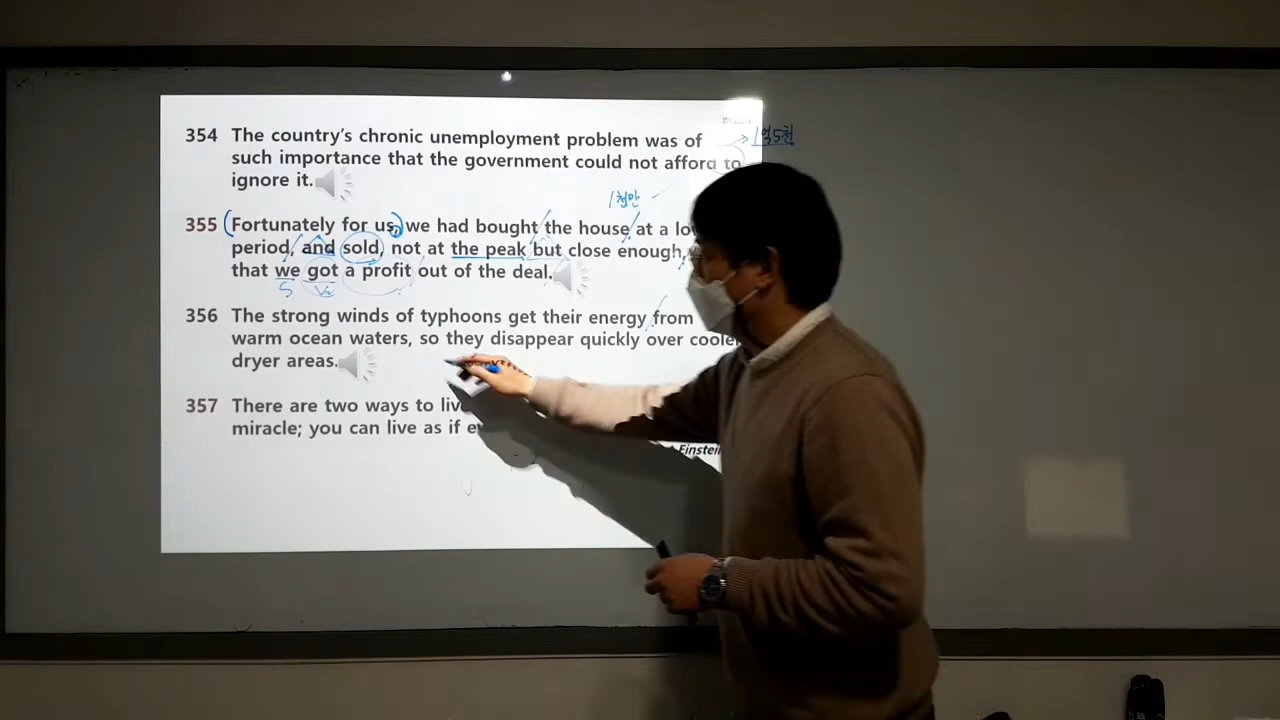 354 The country's chronic unemployment problem was of
such importance that the government could not afford to
ignore it.
1억5천
1천만
355 Fortunately for us, we had bought the house at a lo
period, and sold, not at the peak but close enough,
that we got a profit out of the deal.
S V
356 The strong winds of typhoons get their energy from
warm ocean waters, so they disappear quickly over cooler
dryer areas.
357 There are two ways to liv
miracle; you can live as if e
Einstein